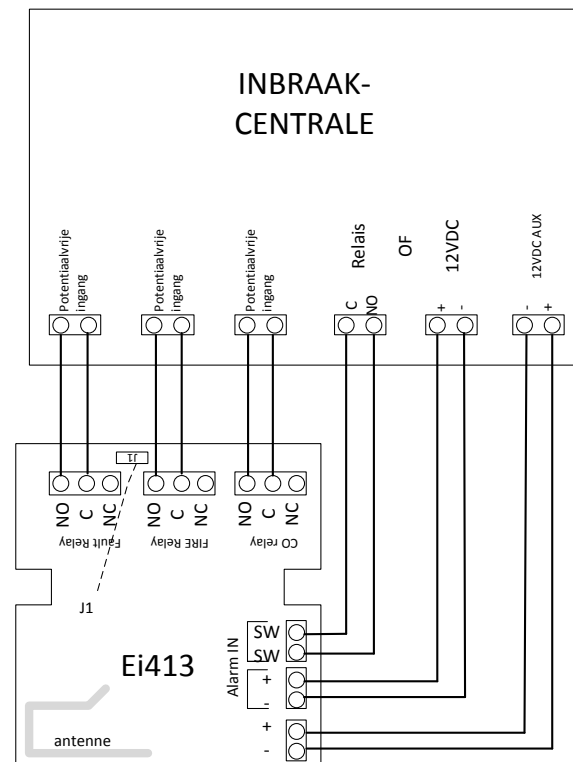 INBRAAK-
CENTRALE
Potentiaalvrije
ingang
Potentiaalvrije
ingang
Potentiaalvrije
ingang
Relais
OF
12VDC
12VDC AUX
C
NO
+
-
-
+
J1
NO
C
NC
NO
C
NC
NO
C
NC
Fault Relay
FIRE Relay
CO relay
J1
Ei413
Alarm IN
SW
SW
+
-
+
-
antenne